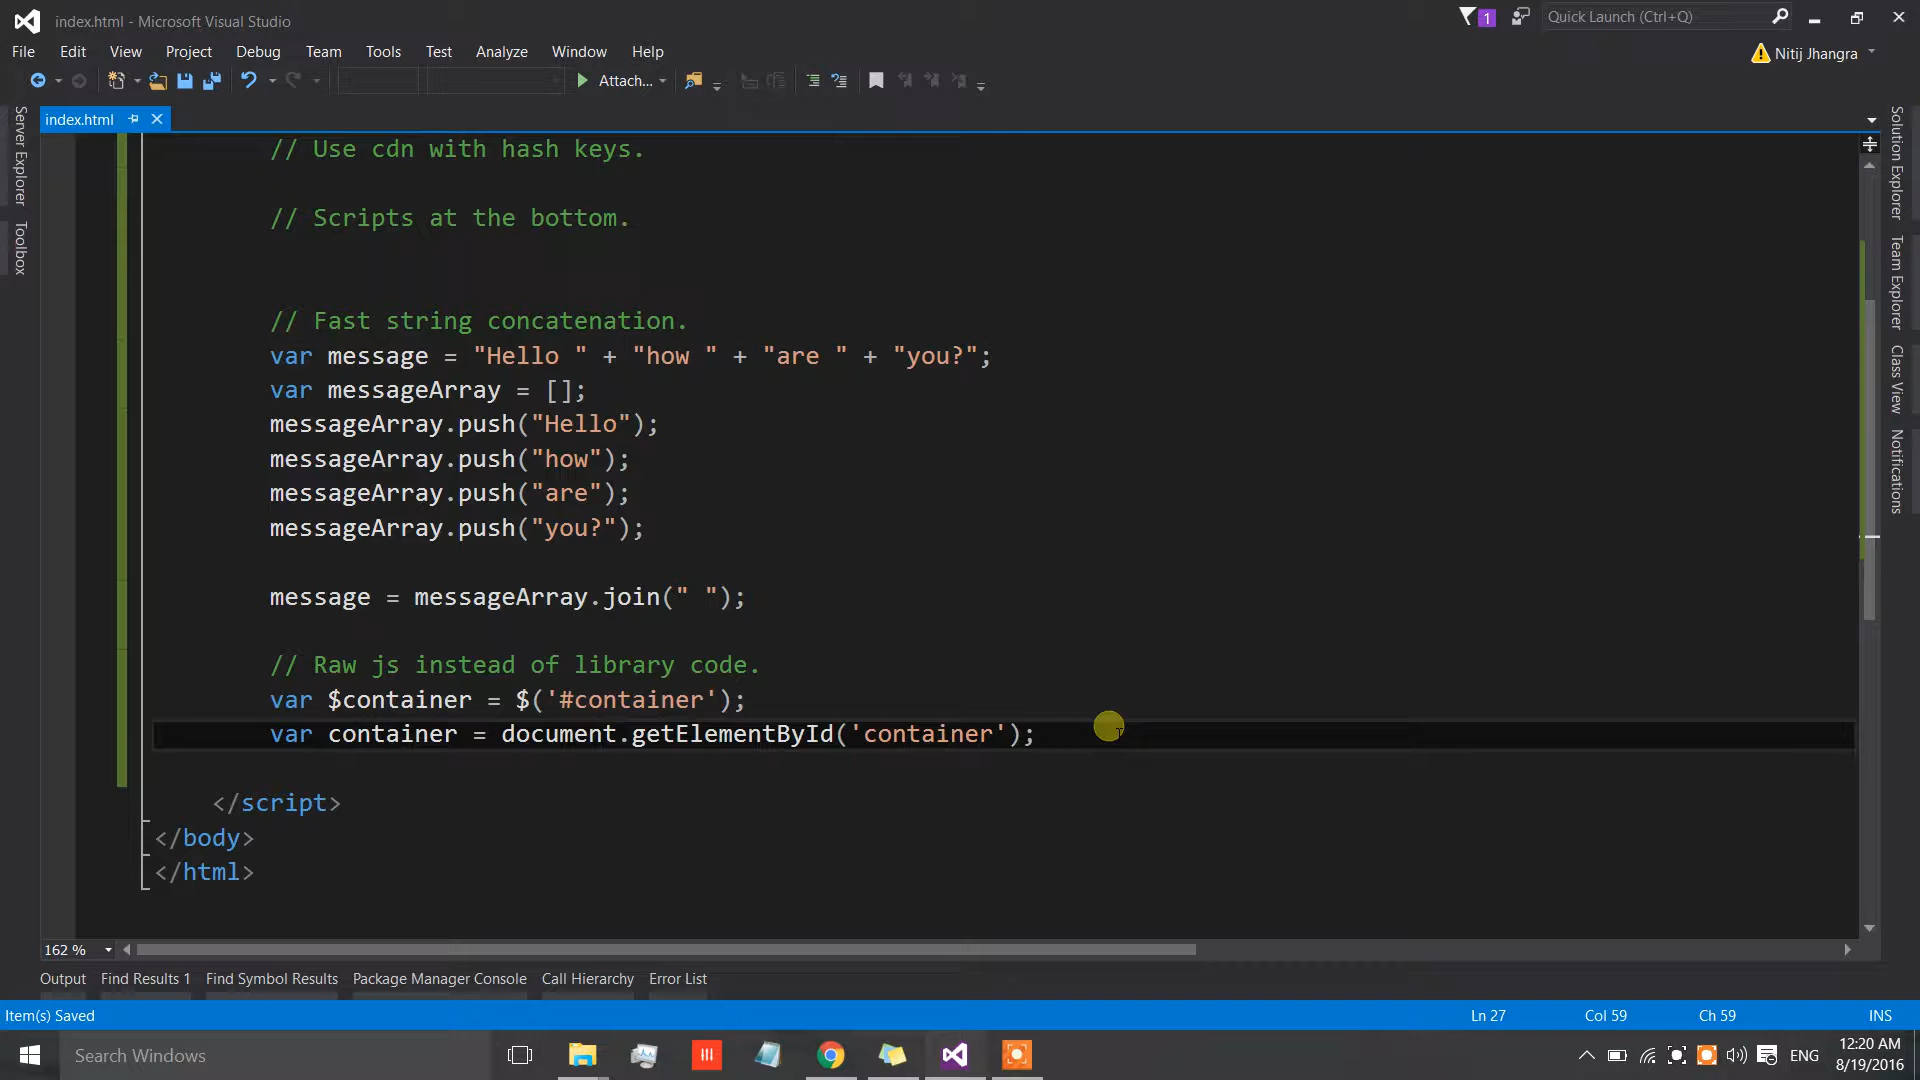 index.html - Microsoft Visual Studio
1
Quick Launch (Ctrl+Q)
File Edit View Project Debug Team Tools Test Analyze Window Help
Nitij Jhangra
Attach...
index.html
Server Explorer
Toolbox
Solution Explorer
Team Explorer
Class View
Notifications
// Use cdn with hash keys.
// Scripts at the bottom.
// Fast string concatenation.
var message = "Hello " + "how " + "are " + "you?";
var messageArray = [];
messageArray.push("Hello");
messageArray.push("how");
messageArray.push("are");
messageArray.push("you?");
message = messageArray.join(" ");
// Raw js instead of library code.
var $container = $('#container');
var container = document.getElementById('container');
</script>
</body>
</html>
162 %
Output Find Results 1 Find Symbol Results Package Manager Console Call Hierarchy Error List
Item(s) Saved Ln 27 Col 59 Ch 59 INS
Search Windows
ENG
12:20 AM
8/19/2016